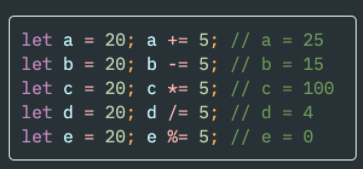 let a = 20; a += 5; // a = 25
let b = 20; b -= 5; // b = 15
let c = 20; c *= 5; // c = 100
let d = 20; d /= 5; // d = 4
let e = 20; e %= 5; // e = 0